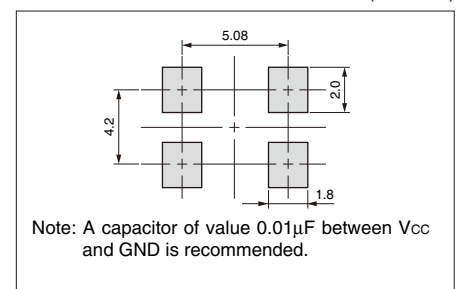 5.08
2.0
4.2
1.8
Note: A capacitor of value 0.01μF between Vcc
and GND is recommended.